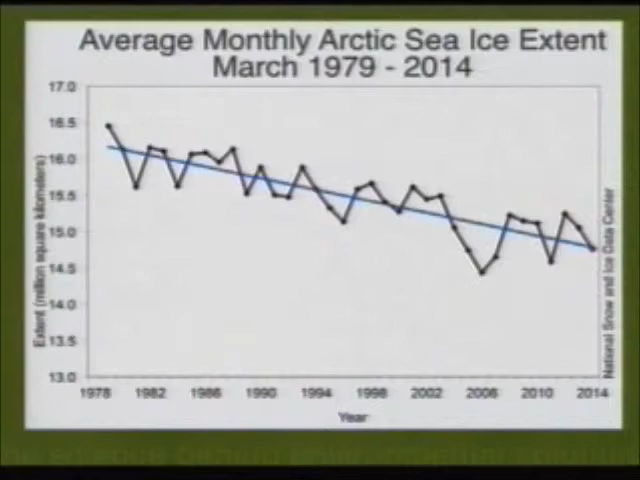 Average Monthly Arctic Sea Ice Extent
March 1979 - 2014
17.0
16.5
16.0
15.5
15.0
14.5
14.0
13.5
13.0
Extent (million square kilometers)
1978 1982 1986 1990 1994 1998 2002 2006 2010 2014
Year
National Snow and Ice Data Center